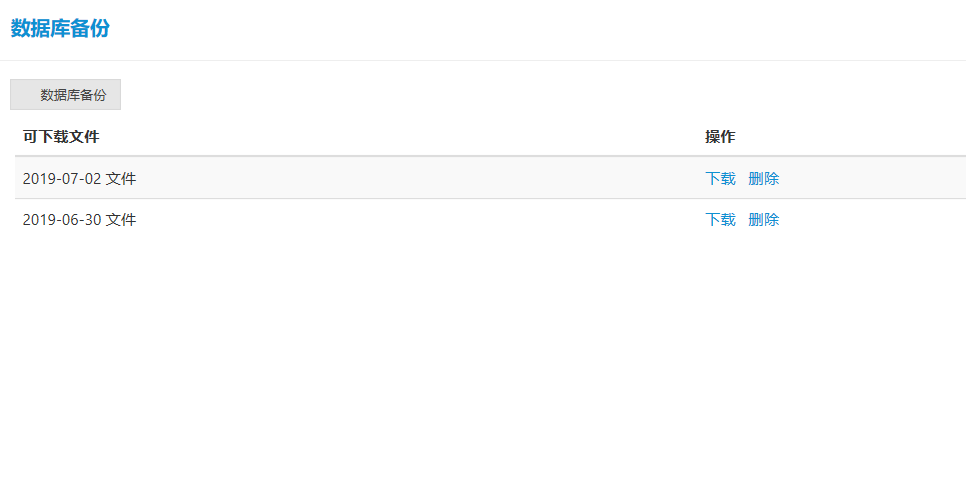 数据库备份
数据库备份
可下载文件 操作
2019-07-02 文件 下载 删除
2019-06-30 文件 下载 删除